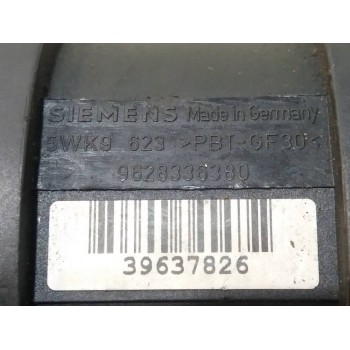 SIEMENS Made in Germany
5WK9 623 >PBT-GF30<
9628336380
39637826